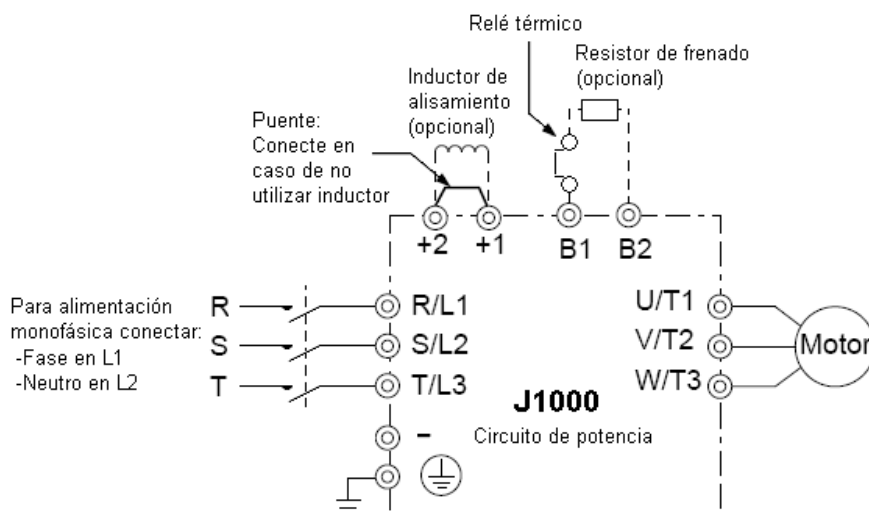 Relé térmico
Resistor de frenado
(opcional)
Inductor de
alisamiento
(opcional)
Puente:
Conecte en
caso de no
utilizar inductor
+2
+1
B1
B2
Para alimentación
monofásica conectar:
-Fase en L1
-Neutro en L2
R
R/L1
S
S/L2
T
T/L3
–
U/T1
V/T2
W/T3
Motor
J1000
Circuito de potencia